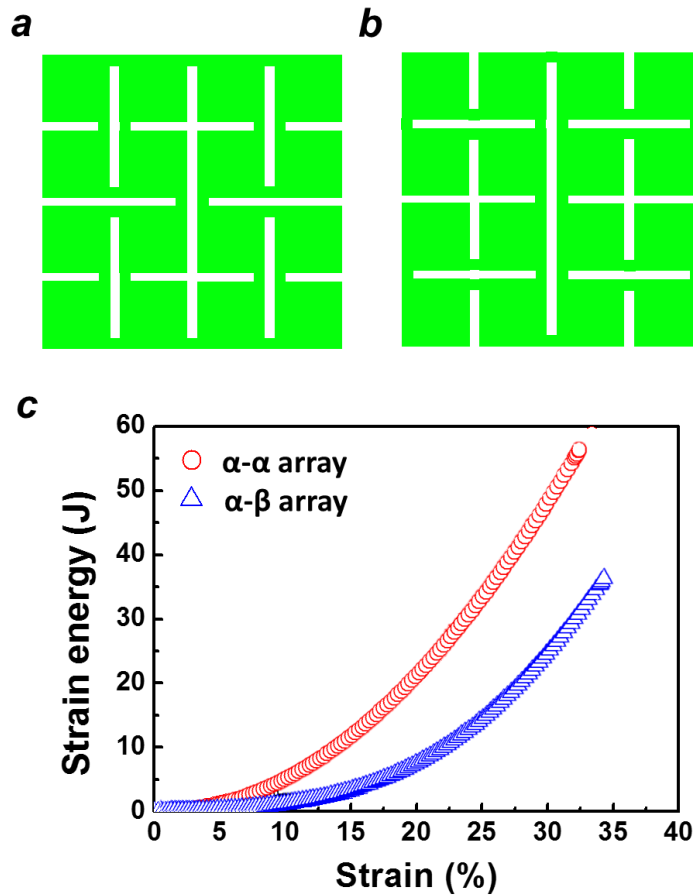 a
b
c
60
50
40
30
20
10
0
Strain energy (J)
α-α array
α-β array
0 5 10 15 20 25 30 35 40
Strain (%)